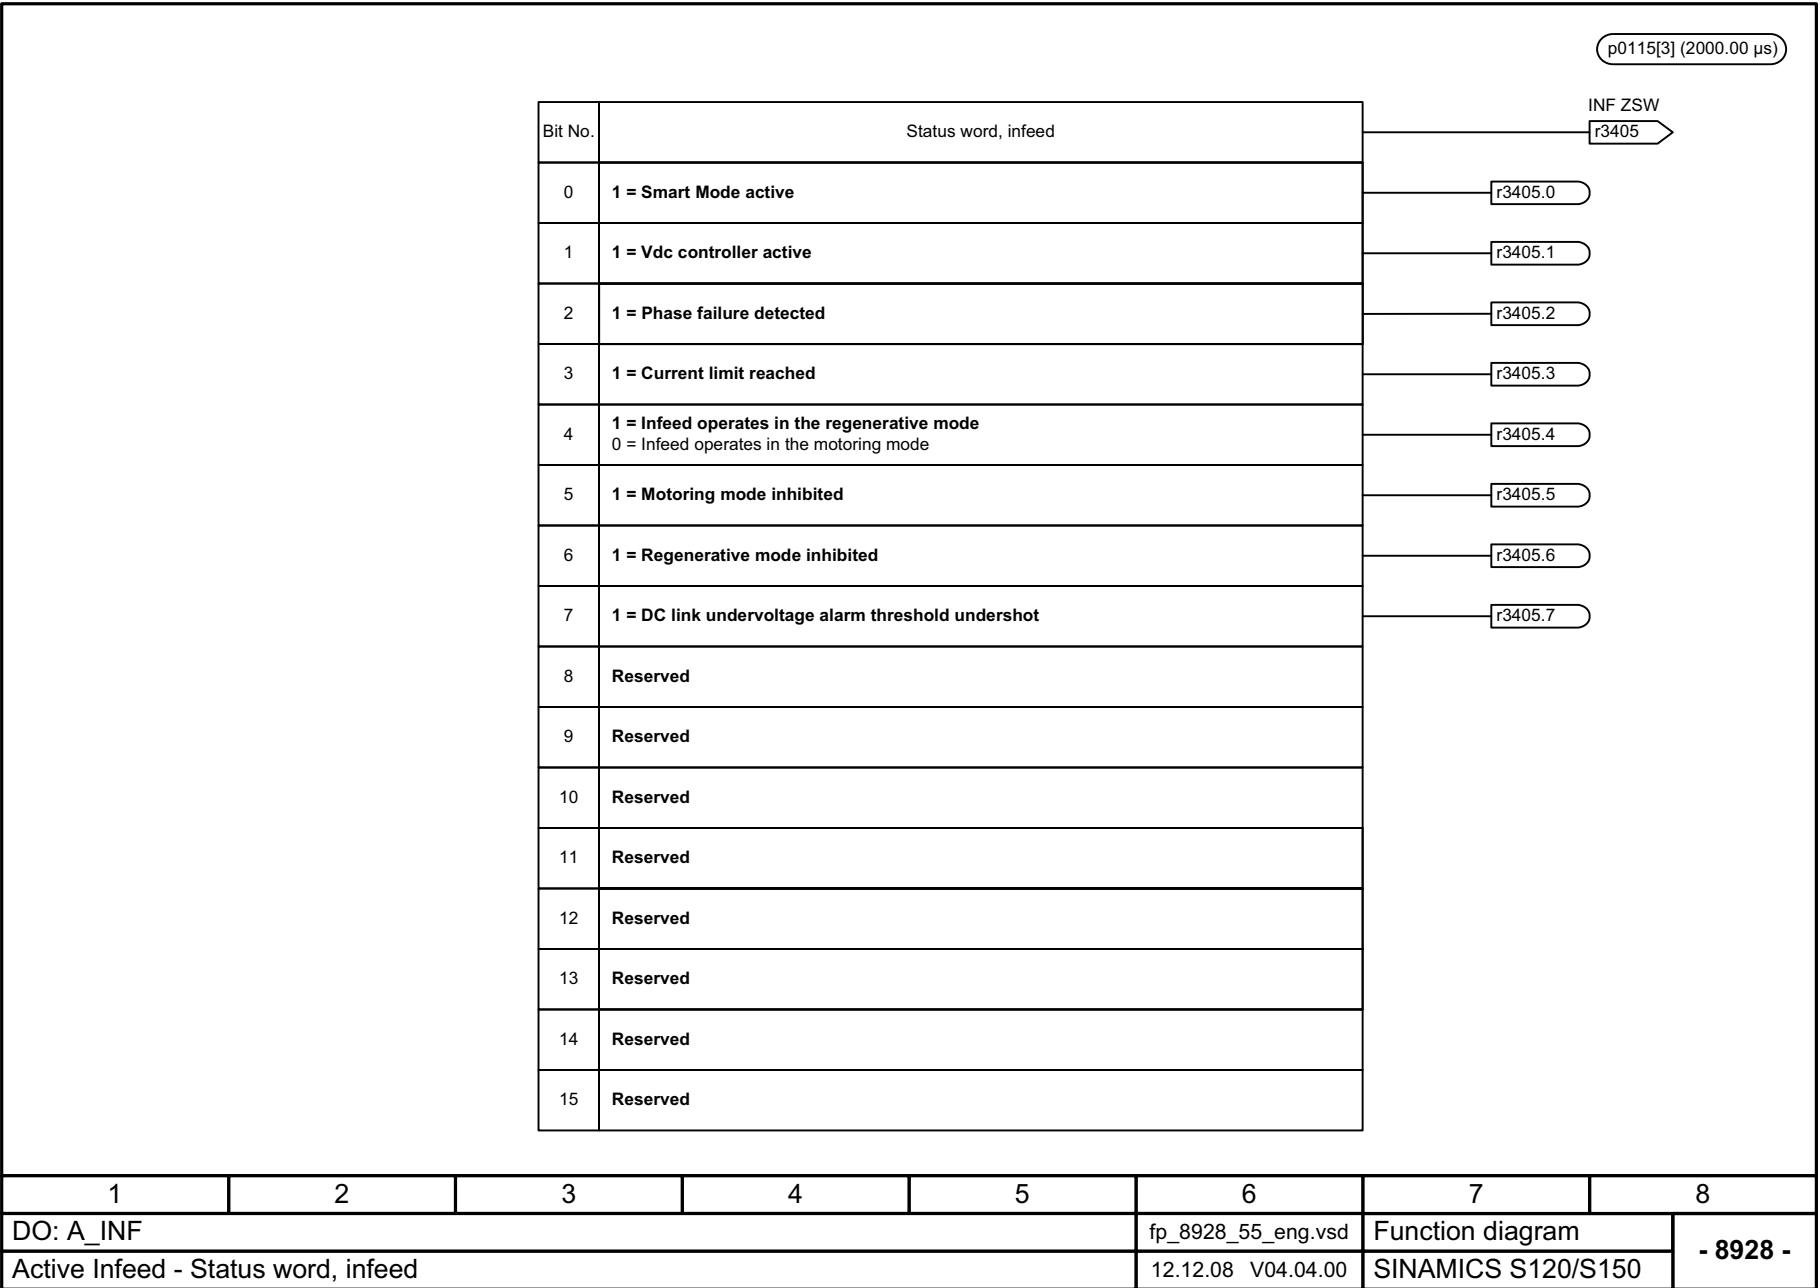 p0115[3] (2000.00 µs)
INF ZSW
Bit No. Status word, infeed r3405
0 1 = Smart Mode active r3405.0
1 1 = Vdc controller active r3405.1
2 1 = Phase failure detected r3405.2
3 1 = Current limit reached r3405.3
4 1 = Infeed operates in the regenerative mode r3405.4
0 = Infeed operates in the motoring mode
5 1 = Motoring mode inhibited r3405.5
6 1 = Regenerative mode inhibited r3405.6
7 1 = DC link undervoltage alarm threshold undershot r3405.7
8 Reserved
9 Reserved
10 Reserved
11 Reserved
12 Reserved
13 Reserved
14 Reserved
15 Reserved
1 2 3 4 5 6 7 8
DO: A_INF fp_8928_55_eng.vsd Function diagram - 8928 -
Active Infeed - Status word, infeed 12.12.08 V04.04.00 SINAMICS S120/S150